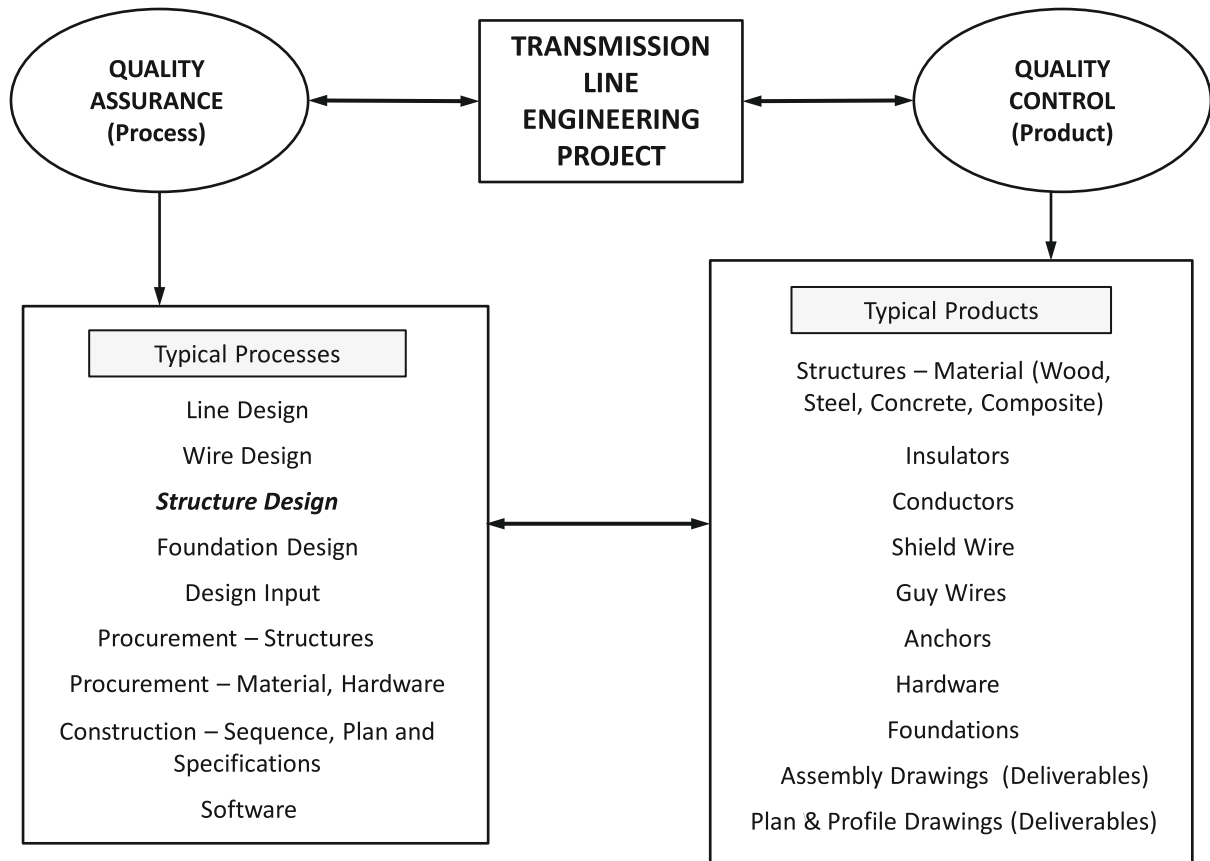 QUALITY
ASSURANCE
(Process)
TRANSMISSION
LINE
ENGINEERING
PROJECT
QUALITY
CONTROL
(Product)
Typical Processes
Line Design
Wire Design
Structure Design
Foundation Design
Design Input
Procurement – Structures
Procurement – Material, Hardware
Construction – Sequence, Plan and
Specifications
Software
Typical Products
Structures – Material (Wood,
Steel, Concrete, Composite)
Insulators
Conductors
Shield Wire
Guy Wires
Anchors
Hardware
Foundations
Assembly Drawings (Deliverables)
Plan & Profile Drawings (Deliverables)